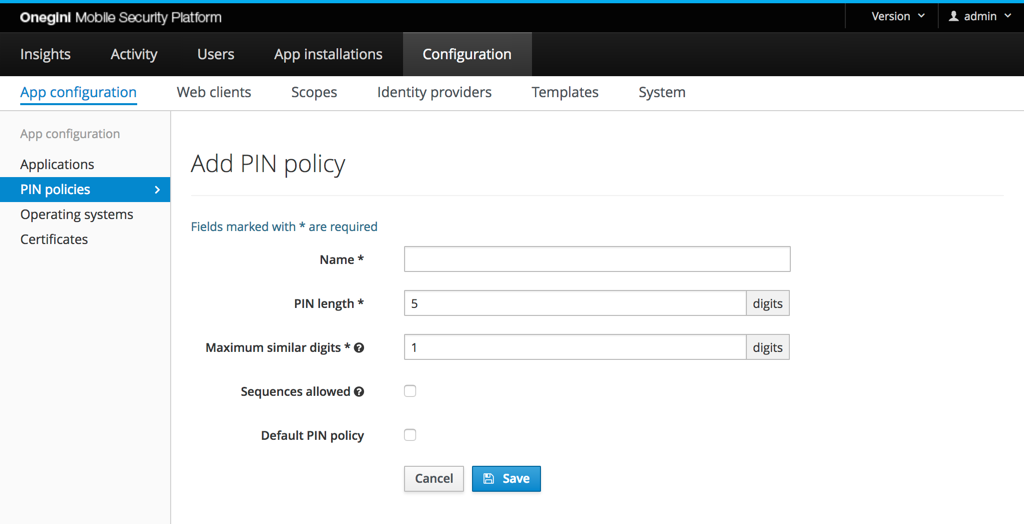 Onegini Mobile Security Platform Version admin
Insights Activity Users App installations Configuration
App configuration Web clients Scopes Identity providers Templates System
App configuration
Applications
PIN policies
Operating systems
Certificates
Add PIN policy
Fields marked with * are required
Name *
PIN length * 5 digits
Maximum similar digits * 1 digits
Sequences allowed
Default PIN policy
Cancel Save